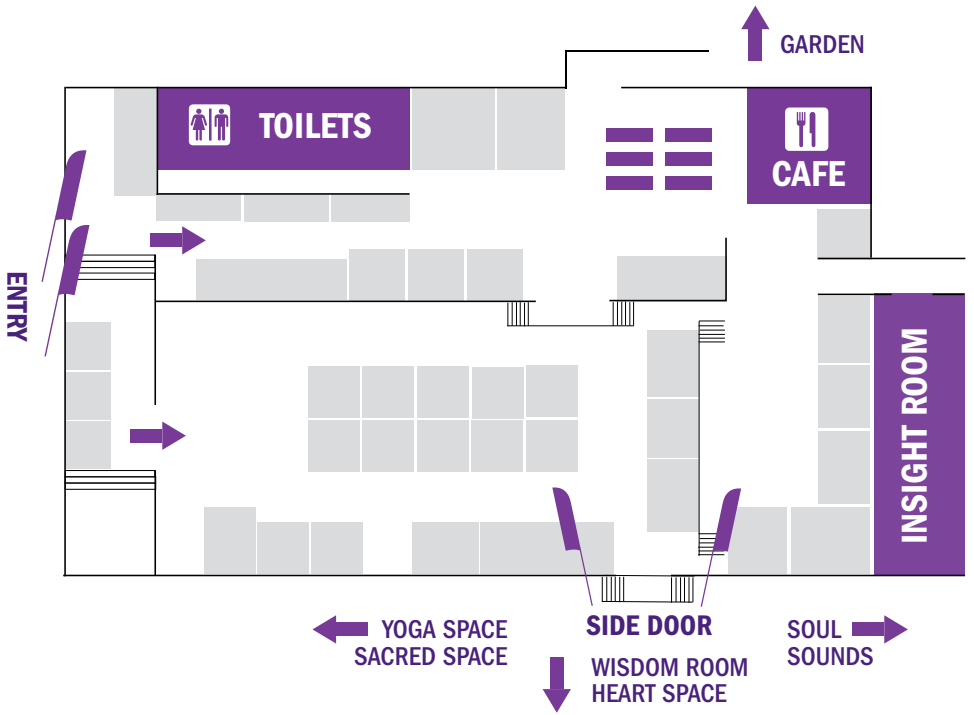 GARDEN
TOILETS
CAFE
ENTRY
INSIGHT ROOM
YOGA SPACE
SACRED SPACE
SIDE DOOR
WISDOM ROOM
HEART SPACE
SOUL
SOUNDS